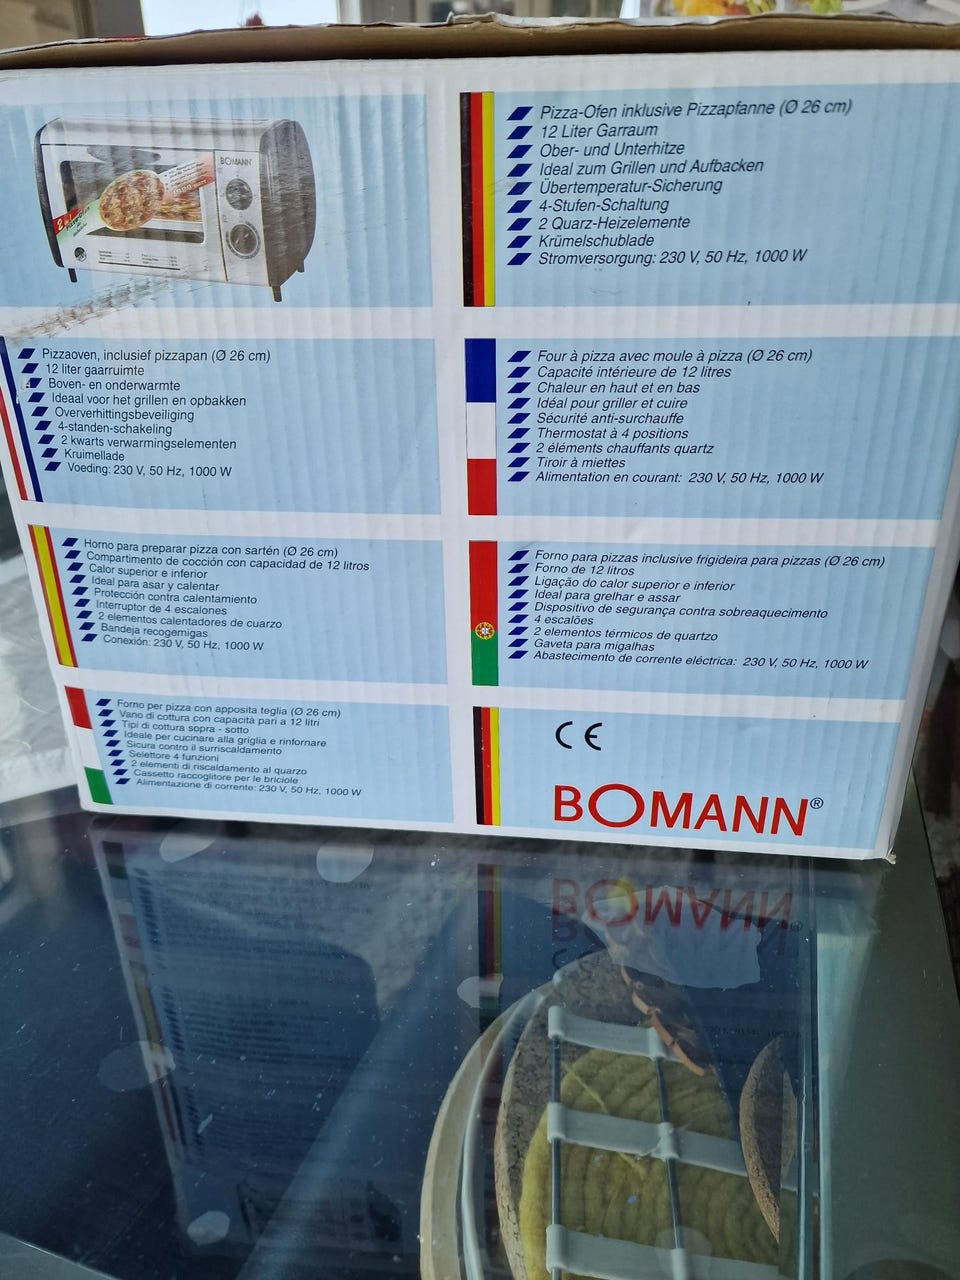 BOMANN
Pizza-Ofen inklusive Pizzapfanne (Ø 26 cm)
12 Liter Garraum
Ober- und Unterhitze
Ideal zum Grillen und Aufbacken
Übertemperatur-Sicherung
4-Stufen-Schaltung
2 Quarz-Heizelemente
Krümelschublade
Stromversorgung: 230 V, 50 Hz, 1000 W
Pizzaoven, inclusief pizzapan (Ø 26 cm)
12 liter gaarruimte
Boven- en onderwarmte
Ideaal voor het grillen en opbakken
Oververhittingsbeveiliging
4-standen-schakeling
2 kwarts verwarmingselementen
Kruimellade
Voeding: 230 V, 50 Hz, 1000 W
Four à pizza avec moule à pizza (Ø 26 cm)
Capacité intérieure de 12 litres
Chaleur en haut et en bas
Idéal pour griller et cuire
Sécurité anti-surchauffe
Thermostat à 4 positions
2 éléments chauffants quartz
Tiroir à miettes
Alimentation en courant: 230 V, 50 Hz, 1000 W
Horno para preparar pizza con sartén (Ø 26 cm)
Compartimento de cocción con capacidad de 12 litros
Calor superior e inferior
Ideal para asar y calentar
Protección contra calentamiento
Interruptor de 4 escalones
2 elementos calentadores de cuarzo
Bandeja recogemigas
Conexión: 230 V, 50 Hz, 1000 W
Forno para pizzas inclusive frigideira para pizzas (Ø 26 cm)
Forno de 12 litros
Ligação do calor superior e inferior
Ideal para grelhar e assar
Dispositivo de segurança contra sobreaquecimento
4 escalões
2 elementos térmicos de quartzo
Gaveta para migalhas
Abastecimento de corrente eléctrica: 230 V, 50 Hz, 1000 W
Forno per pizza con apposita teglia (Ø 26 cm)
Vano di cottura con capacità pari a 12 litri
Tipi di cottura sopra - sotto
Ideale per cucinare alla griglia e rinfornare
Sicura contro il surriscaldamento
Selettore 4 funzioni
2 elementi di riscaldamento al quarzo
Cassetto raccoglitore per le briciole
Alimentazione di corrente: 230 V, 50 Hz, 1000 W
CE
BOMANN®